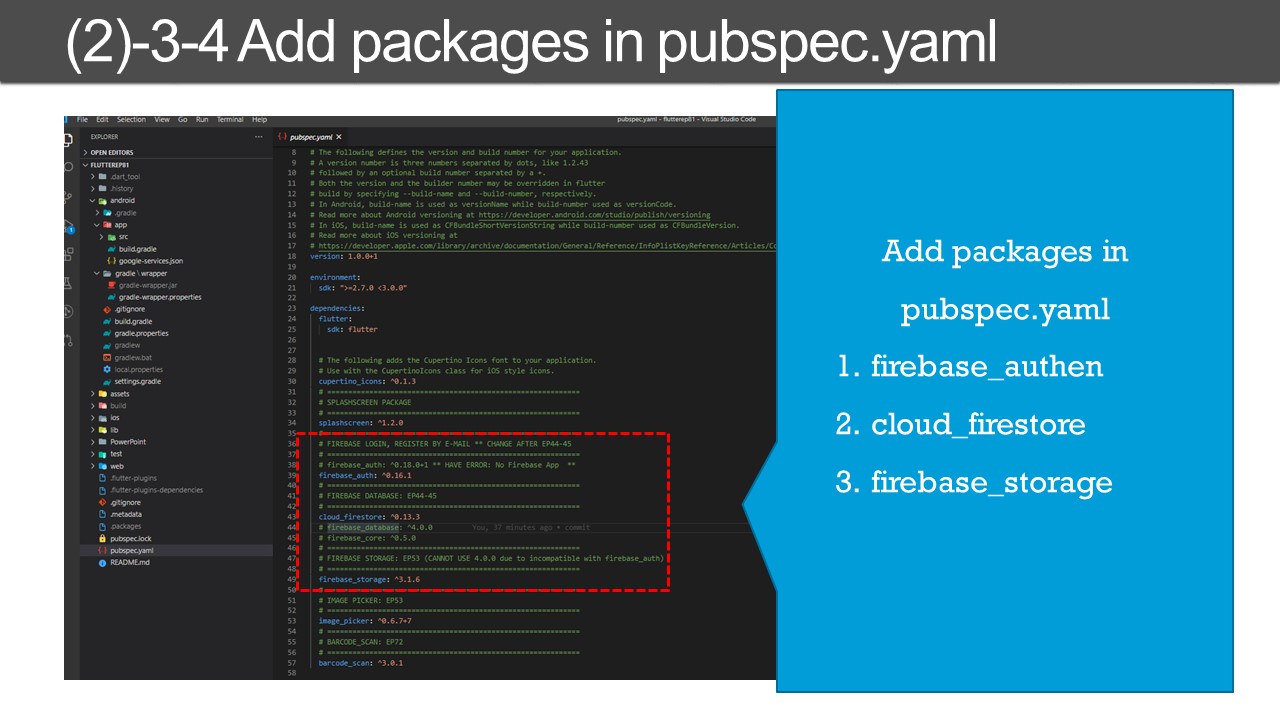 (2)-3-4 Add packages in pubspec.yaml
File Edit Selection View Go Run Terminal Help
pubspec.yaml - flutterep81 - Visual Studio Code
EXPLORER ···
OPEN EDITORS
FLUTTEREP81
.dart_tool
.history
android
.gradle
app
src
build.gradle
google-services.json
gradle \ wrapper
gradle-wrapper.jar
gradle-wrapper.properties
.gitignore
build.gradle
gradle.properties
gradlew
gradlew.bat
local.properties
settings.gradle
assets
build
ios
lib
PowerPoint
test
web
.flutter-plugins
.flutter-plugins-dependencies
.gitignore
.metadata
.packages
pubspec.lock
pubspec.yaml
README.md
pubspec.yaml
8 # The following defines the version and build number for your application.
9 # A version number is three numbers separated by dots, like 1.2.43
10 # followed by an optional build number separated by a +.
11 # Both the version and the builder number may be overridden in flutter
12 # build by specifying --build-name and --build-number, respectively.
13 # In Android, build-name is used as versionName while build-number used as versionCode.
14 # Read more about Android versioning at https://developer.android.com/studio/publish/versioning
15 # In iOS, build-name is used as CFBundleShortVersionString while build-number used as CFBundleVersion.
16 # Read more about iOS versioning at
17 # https://developer.apple.com/library/archive/documentation/General/Reference/InfoPlistKeyReference/Articles/Co
18 version: 1.0.0+1
19
20 environment:
21 sdk: ">=2.7.0 <3.0.0"
22
23 dependencies:
24 flutter:
25 sdk: flutter
26
27
28 # The following adds the Cupertino Icons font to your application.
29 # Use with the CupertinoIcons class for iOS style icons.
30 cupertino_icons: ^0.1.3
31 # ==========================================================
32 # SPLASHSCREEN PACKAGE
33 # ==========================================================
34 splashscreen: ^1.2.0
35
36 # FIREBASE LOGIN, REGISTER BY E-MAIL ** CHANGE AFTER EP44-45
37 # ==========================================================
38 # firebase_auth: ^0.18.0+1 ** HAVE ERROR: No Firebase App **
39 firebase_auth: ^0.16.1
40 # ==========================================================
41 # FIREBASE DATABASE: EP44-45
42 # ==========================================================
43 cloud_firestore: ^0.13.3
44 # firebase_database: ^4.0.0 You, 37 minutes ago • commit
45 # firebase_core: ^0.5.0
46 # ==========================================================
47 # FIREBASE STORAGE: EP53 (CANNOT USE 4.0.0 due to incompatible with firebase_auth)
48 # ==========================================================
49 firebase_storage: ^3.1.6
50
51 # IMAGE PICKER: EP53
52 # ==========================================================
53 image_picker: ^0.6.7+7
54 # ==========================================================
55 # BARCODE_SCAN: EP72
56 # ==========================================================
57 barcode_scan: ^3.0.1
58
Add packages in
pubspec.yaml
1. firebase_authen
2. cloud_firestore
3. firebase_storage